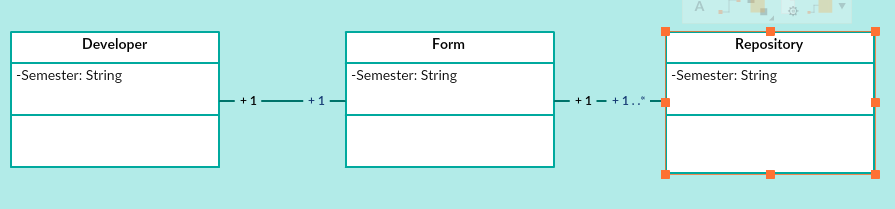 A
Developer
-Semester: String
+ 1
+ 1
Form
-Semester: String
+ 1
+ 1..*
Repository
-Semester: String